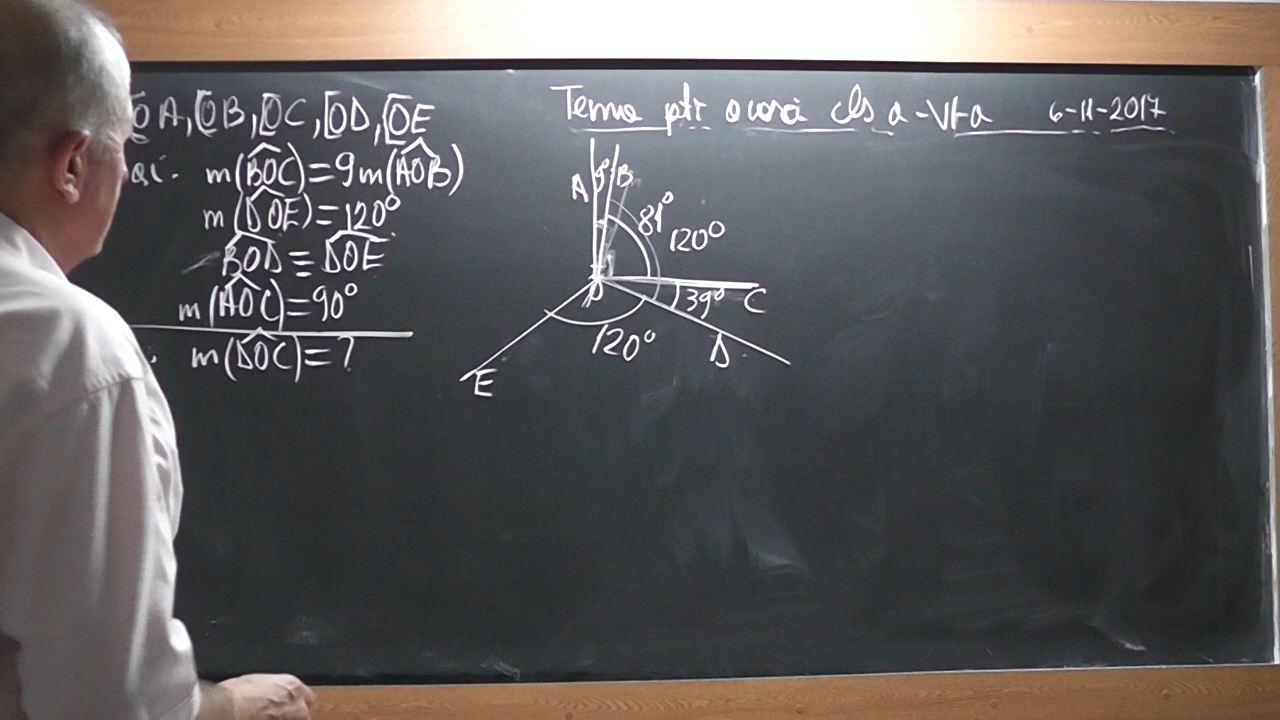 Tema ptr acasă cls a-VI-a 6-11-2017
[OA, [OB, [OC, [OD, [OE
m(BOC)=9m(AOB)
m(DOE)=120°
BOD≡DOE
m(AOC)=90°
m(DOC)=?
A 9° B
81°
120°
39° C
120° D
E